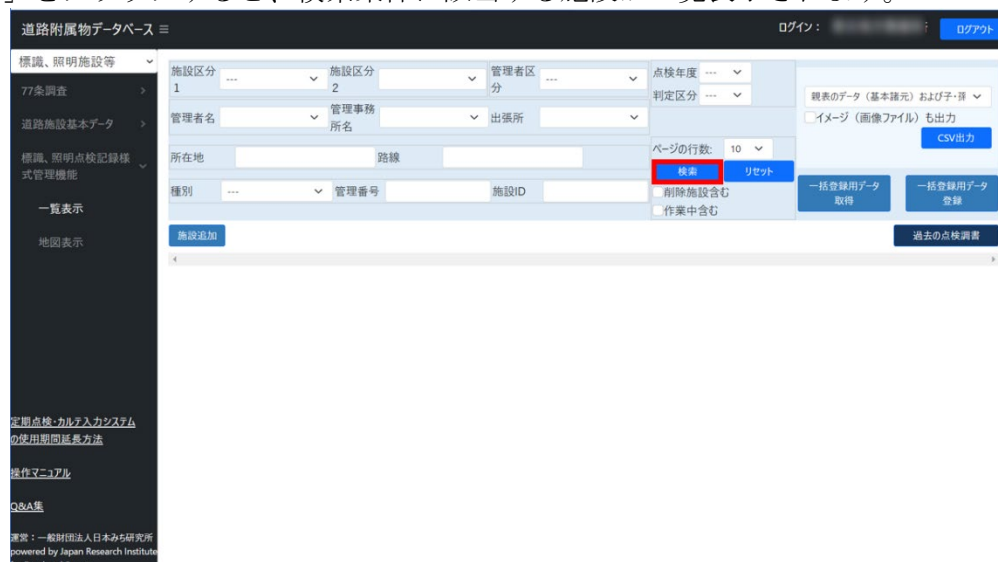 道路附属物データベース ≡
ログイン：
ログアウト
標識、照明施設等
77条調査
道路施設基本データ
標識、照明点検記録様
式管理機能
一覧表示
地図表示
定期点検・カルテ入力システム
の使用期間延長方法
操作マニュアル
Q&A集
運営：一般財団法人日本みち研究所
powered by Japan Research Institute
施設区分
1
---
施設区分
2
管理者区
分
---
点検年度 ---
判定区分 ---
管理者名
管理事務
所名
出張所
所在地
路線
ページの行数: 10
検索
リセット
種別
---
管理番号
施設ID
削除施設含む
作業中含む
親表のデータ（基本諸元）および子・孫
イメージ（画像ファイル）も出力
CSV出力
一括登録用データ
取得
一括登録用データ
登録
施設追加
過去の点検調書